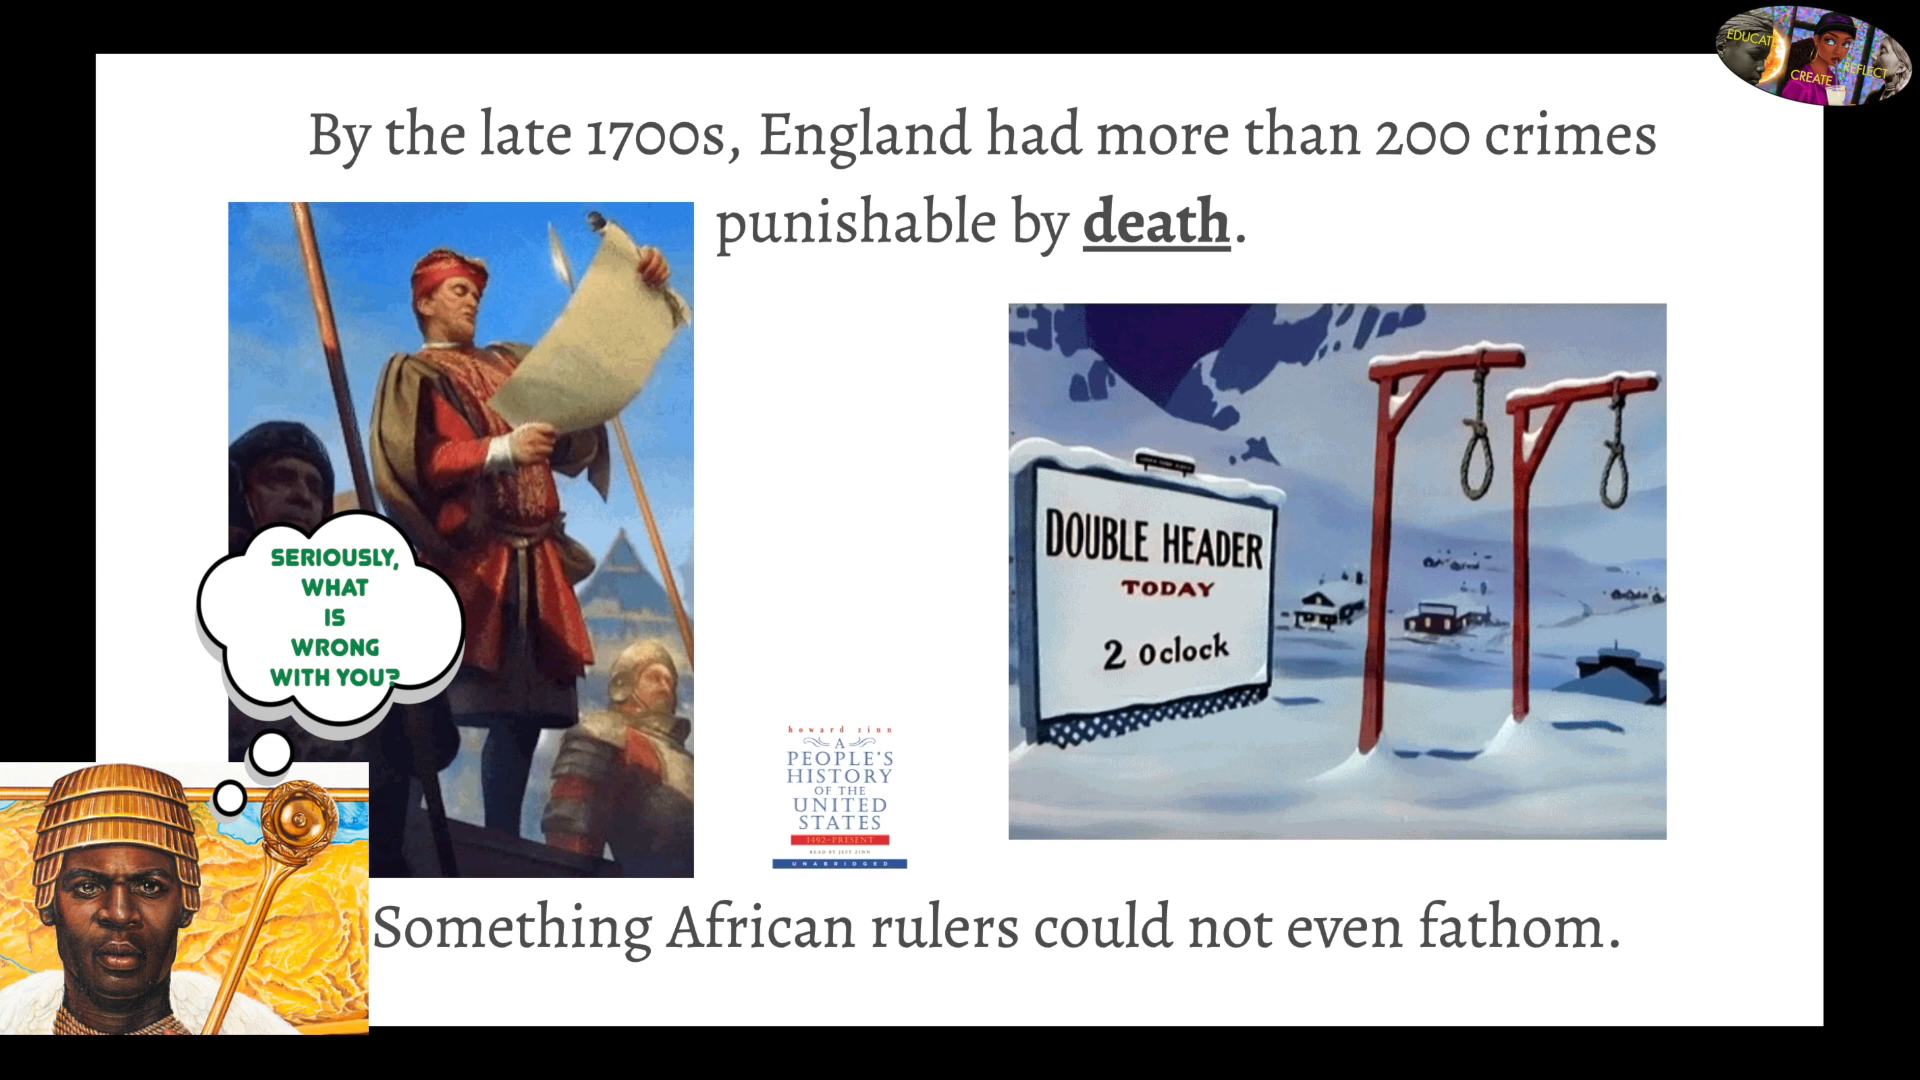 EDUCAT
CREATE
REFLECT
By the late 1700s, England had more than 200 crimes
punishable by death.
SERIOUSLY,
WHAT
IS
WRONG
WITH YOU?
DOUBLE HEADER
TODAY
2 Oclock
howard zinn
A
PEOPLE'S
HISTORY
OF THE
UNITED
STATES
1492–PRESENT
READ BY JEFF ZINN
UNABRIDGED
Something African rulers could not even fathom.